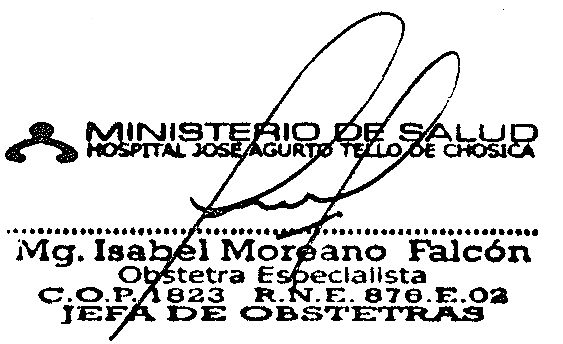 MINISTERIO DE SALUD
HOSPITAL JOSÉ AGURTO TELLO DE CHOSICA
Mg. Isabel Moreano Falcón
Obstetra Especialista
C.O.P. 1823 R.N.E. 876.E.02
JEFA DE OBSTETRAS